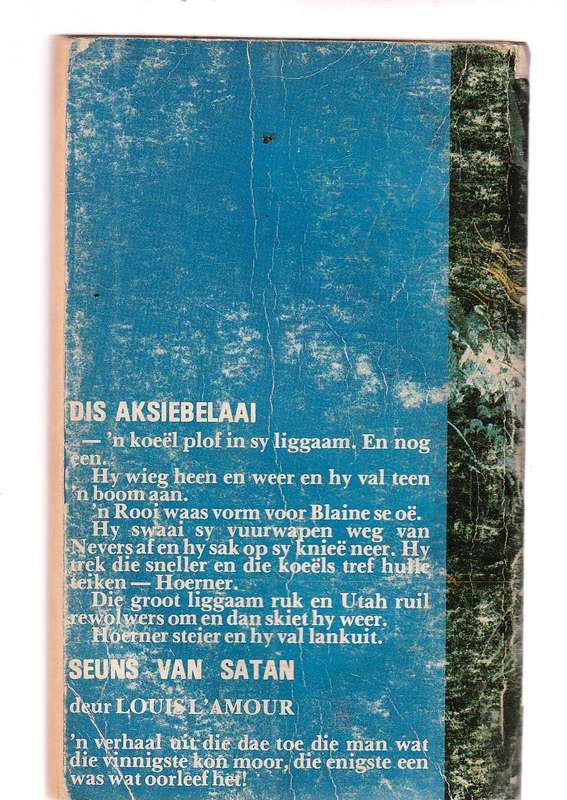 DIS AKSIEBELAAI
— 'n koeël plof in sy liggaam. En nog
een.
Hy wieg heen en weer en hy val teen
'n boom aan.
'n Rooi waas vorm voor Blaine se oë.
Hy swaai sy vuurwapen weg van
Nevers af en hy sak op sy knieë neer. Hy
trek die sneller en die koeëls tref hulle
teiken — Hoerner.
Die groot liggaam ruk en Utah ruil
rewolwers om en dan skiet hy weer.
Hoerner steier en hy val lankuit.
SEUNS VAN SATAN
deur LOUIS L'AMOUR
'n verhaal uit die dae toe die man wat
die vinnigste kon moor, die enigste een
was wat oorleef het!